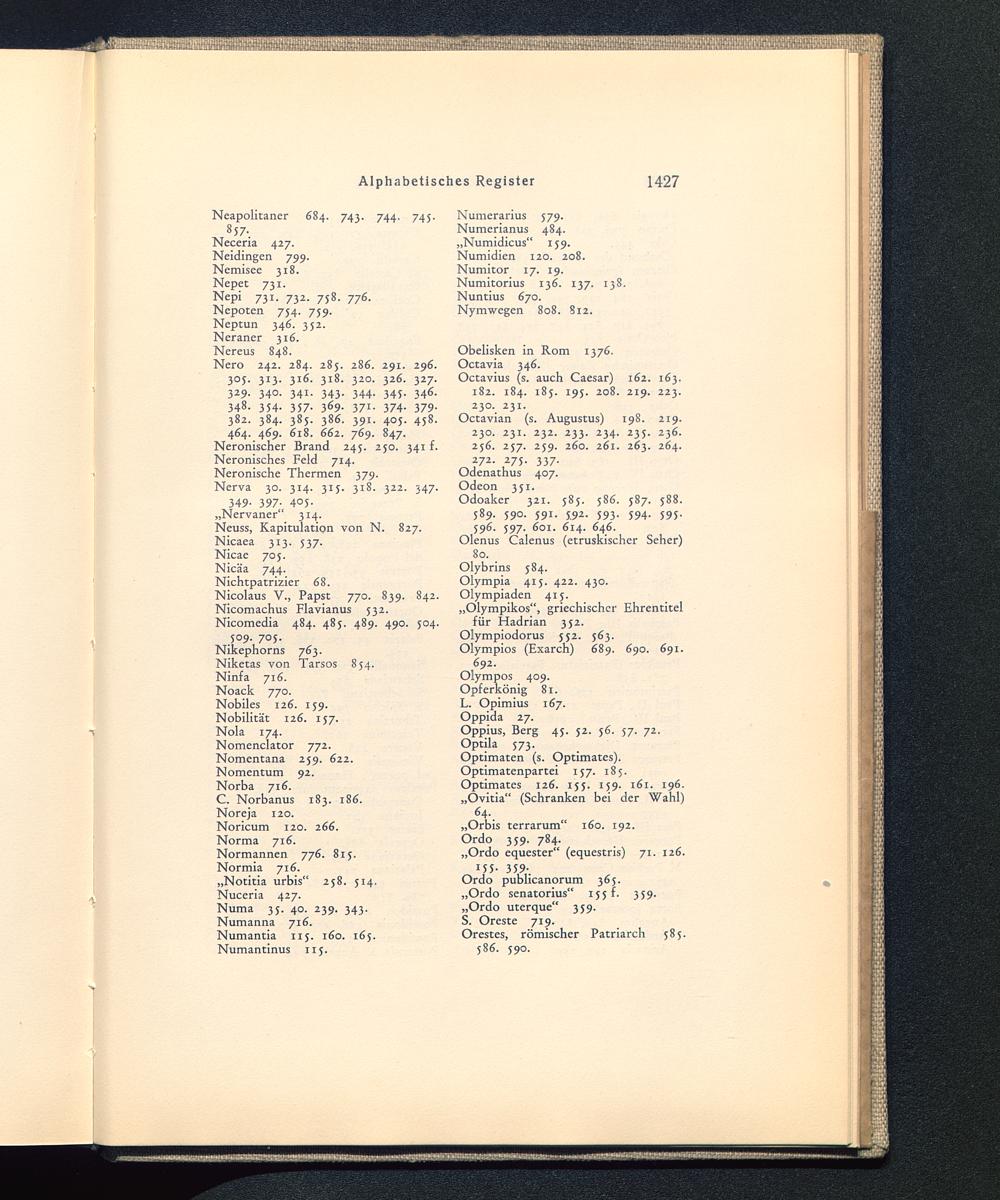 Alphabetisches Register 1427
Neapolitaner 684. 743. 744. 745.
857.
Neceria 427.
Neidingen 799.
Nemisee 318.
Nepet 731.
Nepi 731. 732. 758. 776.
Nepoten 754. 759.
Neptun 346. 352.
Neraner 316.
Nereus 848.
Nero 242. 284. 285. 286. 291. 296.
305. 313. 316. 318. 320. 326. 327.
329. 340. 341. 343. 344. 345. 346.
348. 354. 357. 369. 371. 374. 379.
382. 384. 385. 386. 391. 405. 458.
464. 469. 618. 662. 769. 847.
Neronischer Brand 245. 250. 341 f.
Neronisches Feld 714.
Neronische Thermen 379.
Nerva 30. 314. 315. 318. 322. 347.
349. 397. 405.
„Nervaner“ 314.
Neuss, Kapitulation von N. 827.
Nicaea 313. 537.
Nicae 705.
Nicäa 744.
Nichtpatrizier 68.
Nicolaus V., Papst 770. 839. 842.
Nicomachus Flavianus 532.
Nicomedia 484. 485. 489. 490. 504.
509. 705.
Nikephorns 763.
Niketas von Tarsos 854.
Ninfa 716.
Noack 770.
Nobiles 126. 159.
Nobilität 126. 157.
Nola 174.
Nomenclator 772.
Nomentana 259. 622.
Nomentum 92.
Norba 716.
C. Norbanus 183. 186.
Noreja 120.
Noricum 120. 266.
Norma 716.
Normannen 776. 815.
Normia 716.
„Notitia urbis“ 258. 514.
Nuceria 427.
Numa 35. 40. 239. 343.
Numanna 716.
Numantia 115. 160. 165.
Numantinus 115.
Numerarius 579.
Numerianus 484.
„Numidicus“ 159.
Numidien 120. 208.
Numitor 17. 19.
Numitorius 136. 137. 138.
Nuntius 670.
Nymwegen 808. 812.
Obelisken in Rom 1376.
Octavia 346.
Octavius (s. auch Caesar) 162. 163.
182. 184. 185. 195. 208. 219. 223.
230. 231.
Octavian (s. Augustus) 198. 219.
230. 231. 232. 233. 234. 235. 236.
256. 257. 259. 260. 261. 263. 264.
272. 275. 337.
Odenathus 407.
Odeon 351.
Odoaker 321. 585. 586. 587. 588.
589. 590. 591. 592. 593. 594. 595.
596. 597. 601. 614. 646.
Olenus Calenus (etruskischer Seher)
80.
Olybrins 584.
Olympia 415. 422. 430.
Olympiaden 415.
„Olympikos“, griechischer Ehrentitel
für Hadrian 352.
Olympiodorus 552. 563.
Olympios (Exarch) 689. 690. 691.
692.
Olympos 409.
Opferkönig 81.
L. Opimius 167.
Oppida 27.
Oppius, Berg 45. 52. 56. 57. 72.
Optila 573.
Optimaten (s. Optimates).
Optimatenpartei 157. 185.
Optimates 126. 155. 159. 161. 196.
„Ovitia“ (Schranken bei der Wahl)
64.
„Orbis terrarum“ 160. 192.
Ordo 359. 784.
„Ordo equester“ (equestris) 71. 126.
155. 359.
Ordo publicanorum 365.
„Ordo senatorius“ 155 f. 359.
„Ordo uterque“ 359.
S. Oreste 719.
Orestes, römischer Patriarch 585.
586. 590.